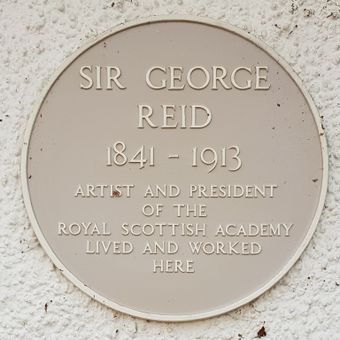 SIR GEORGE
REID
1841 - 1913
ARTIST AND PRESIDENT
OF THE
ROYAL SCOTTISH ACADEMY
LIVED AND WORKED
HERE